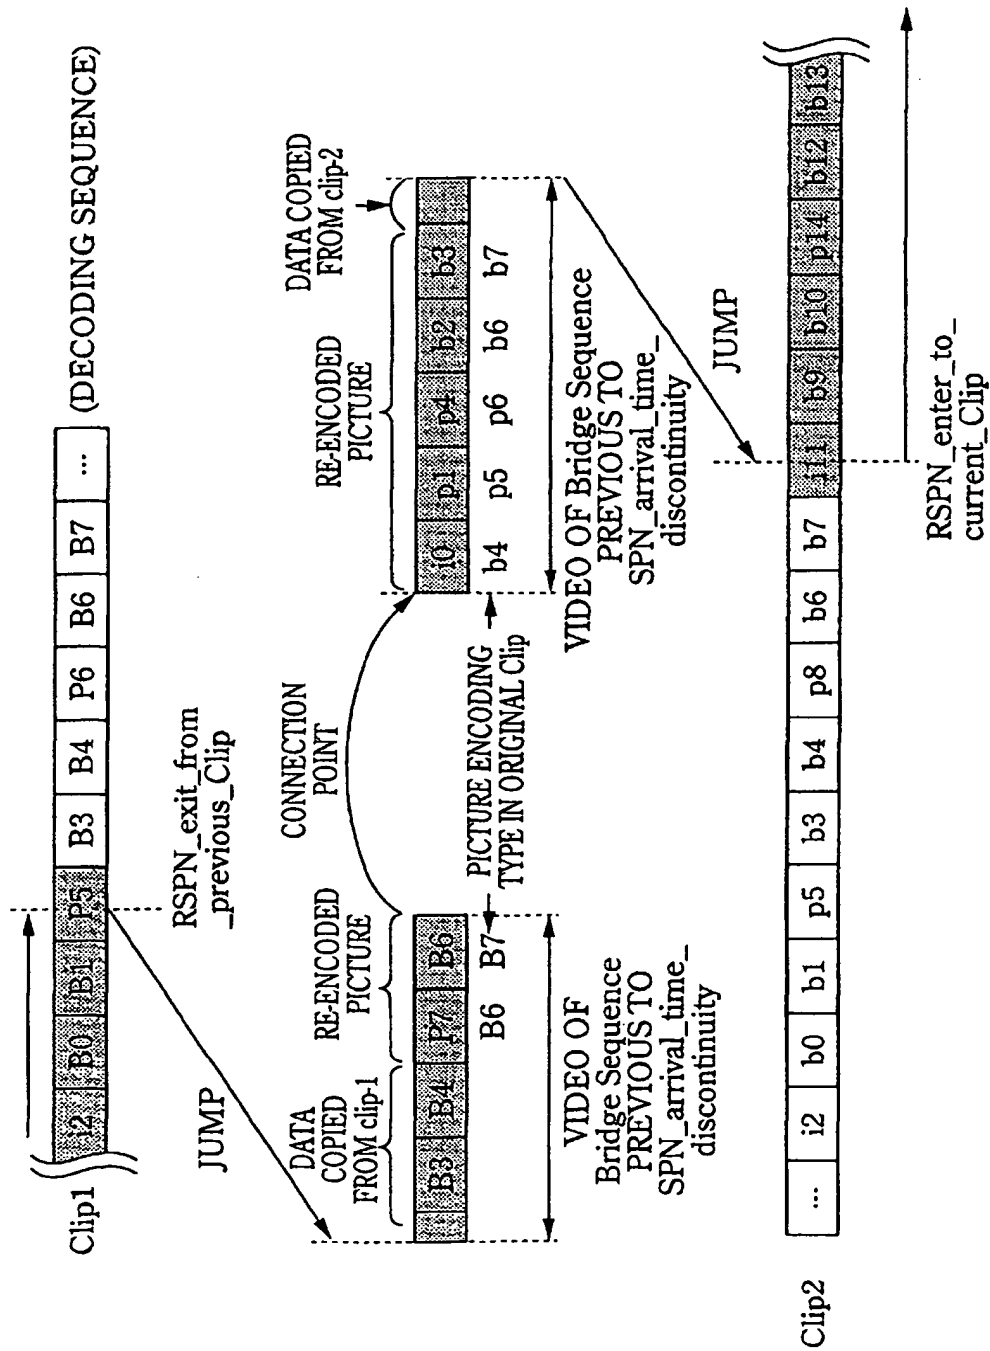 Clip1
i2 B0 B1 P5 B3 B4 P6 B6 B7 ...
(DECODING SEQUENCE)
RSPN_exit_from
_previous_Clip
JUMP
DATA
COPIED
FROM clip-1
RE-ENCODED
PICTURE
CONNECTION
POINT
RE-ENCODED
PICTURE
DATA COPIED
FROM clip-2
B3 B4 P7 B6
i0 p1 p4 b2 b3
B6 B7
PICTURE ENCODING
TYPE IN ORIGINAL Clip
b4 p5 p6 b6 b7
VIDEO OF
Bridge Sequence
PREVIOUS TO
SPN_arrival_time_
discontinuity
VIDEO OF Bridge Sequence
PREVIOUS TO
SPN_arrival_time_
discontinuity
JUMP
Clip2
... i2 b0 b1 p5 b3 b4 p8 b6 b7 i11 b9 b10 p14 b12 b13
RSPN_enter_to_
current_Clip